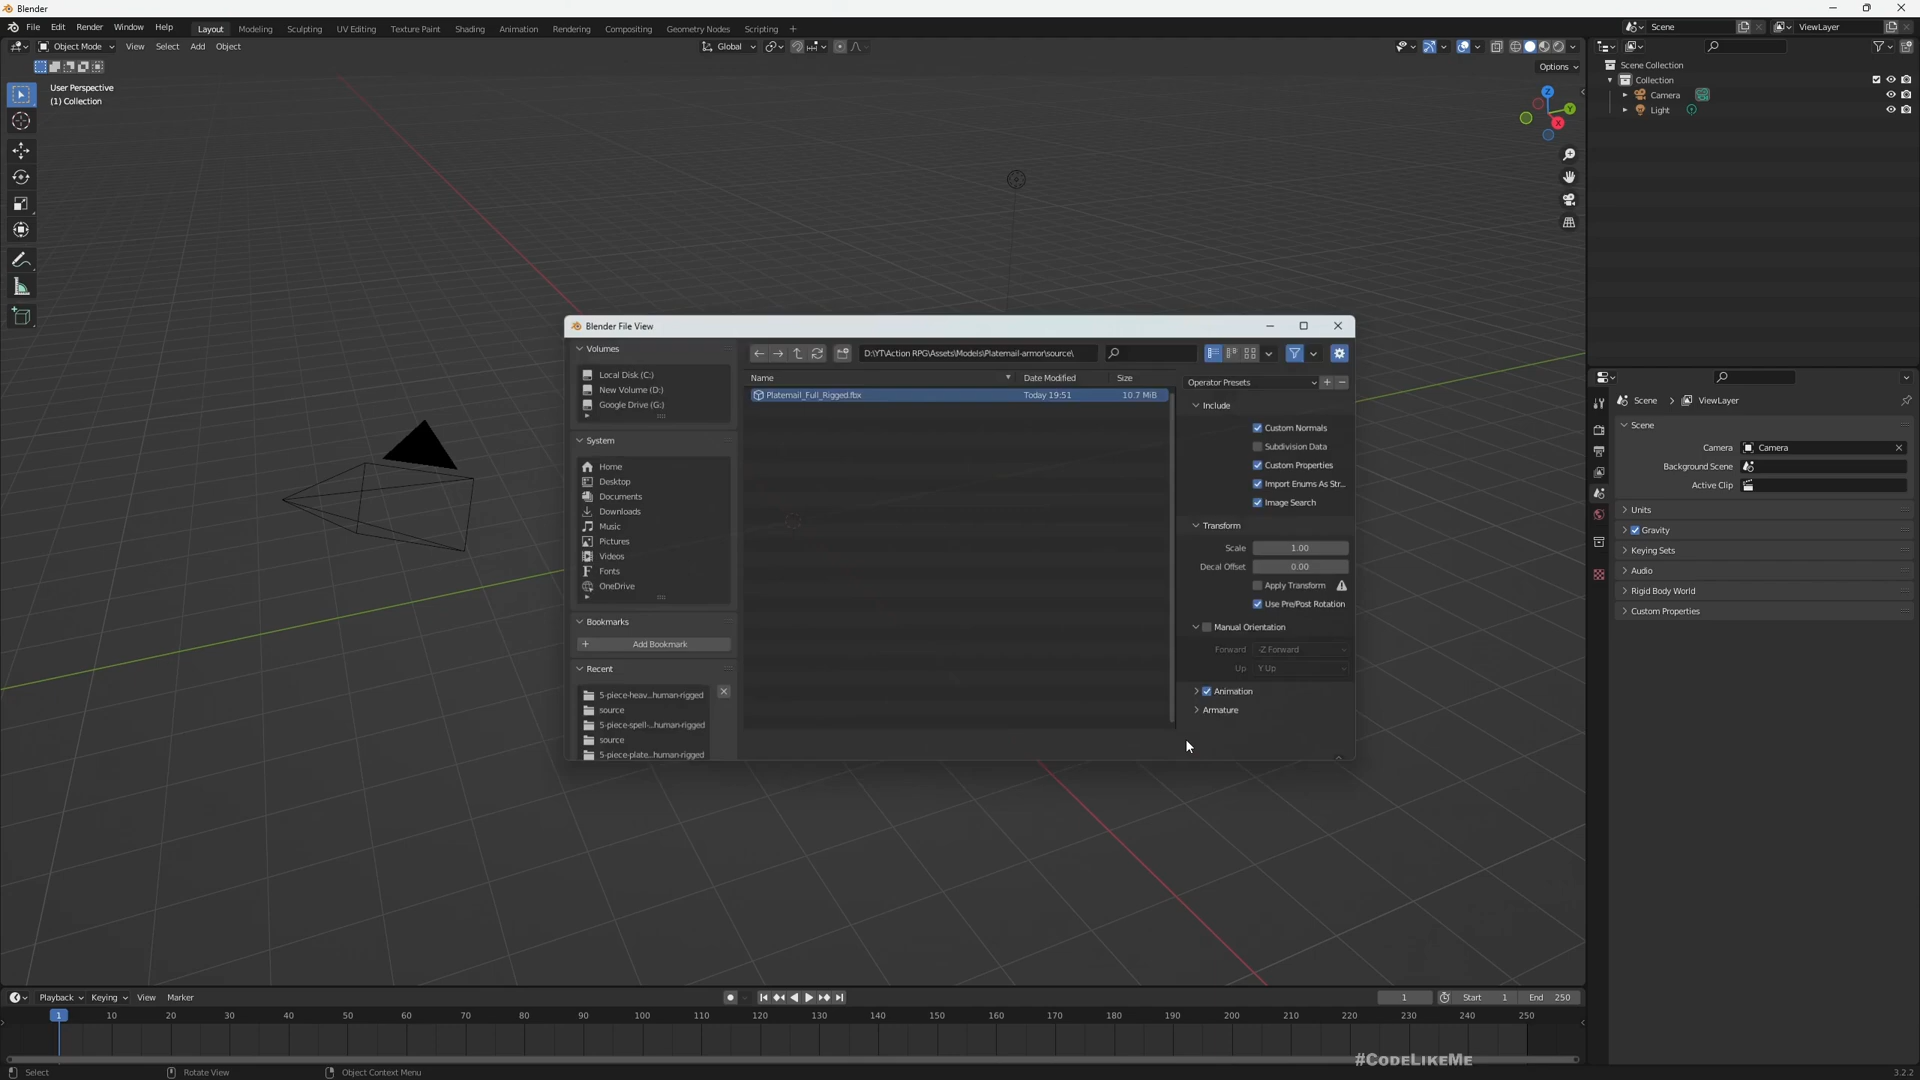 Blender
File Edit Render Window Help Layout Modeling Sculpting UV Editing Texture Paint Shading Animation Rendering Compositing Geometry Nodes Scripting + Scene ViewLayer
Object Mode View Select Add Object Global
Options
User Perspective
(1) Collection
Z
Y
X
Scene Collection
Collection
Camera
Light
Blender File View
Volumes
Local Disk (C:)
New Volume (D:)
Google Drive (G:)
System
Home
Desktop
Documents
Downloads
Music
Pictures
Videos
Fonts
OneDrive
Bookmarks
Add Bookmark
Recent
5-piece-heav...human-rigged
source
5-piece-spell-...human-rigged
source
5-piece-plate...human-rigged
D:\YT\Action RPG\Assets\Models\Platemail-armor\source\
Name Date Modified Size
Platemail_Full_Rigged.fbx Today 19:51 10.7 MiB
Operator Presets
Include
Custom Normals
Subdivision Data
Custom Properties
Import Enums As Str...
Image Search
Transform
Scale 1.00
Decal Offset 0.00
Apply Transform
Use Pre/Post Rotation
Manual Orientation
Forward -Z Forward
Up Y Up
Animation
Armature
Scene ViewLayer
Scene
Camera Camera
Background Scene
Active Clip
Units
Gravity
Keying Sets
Audio
Rigid Body World
Custom Properties
Playback Keying View Marker 1 Start 1 End 250
1 10 20 30 40 50 60 70 80 90 100 110 120 130 140 150 160 170 180 190 200 210 220 230 240 250
#CodeLikeMe
Select Rotate View Object Context Menu 3.2.2